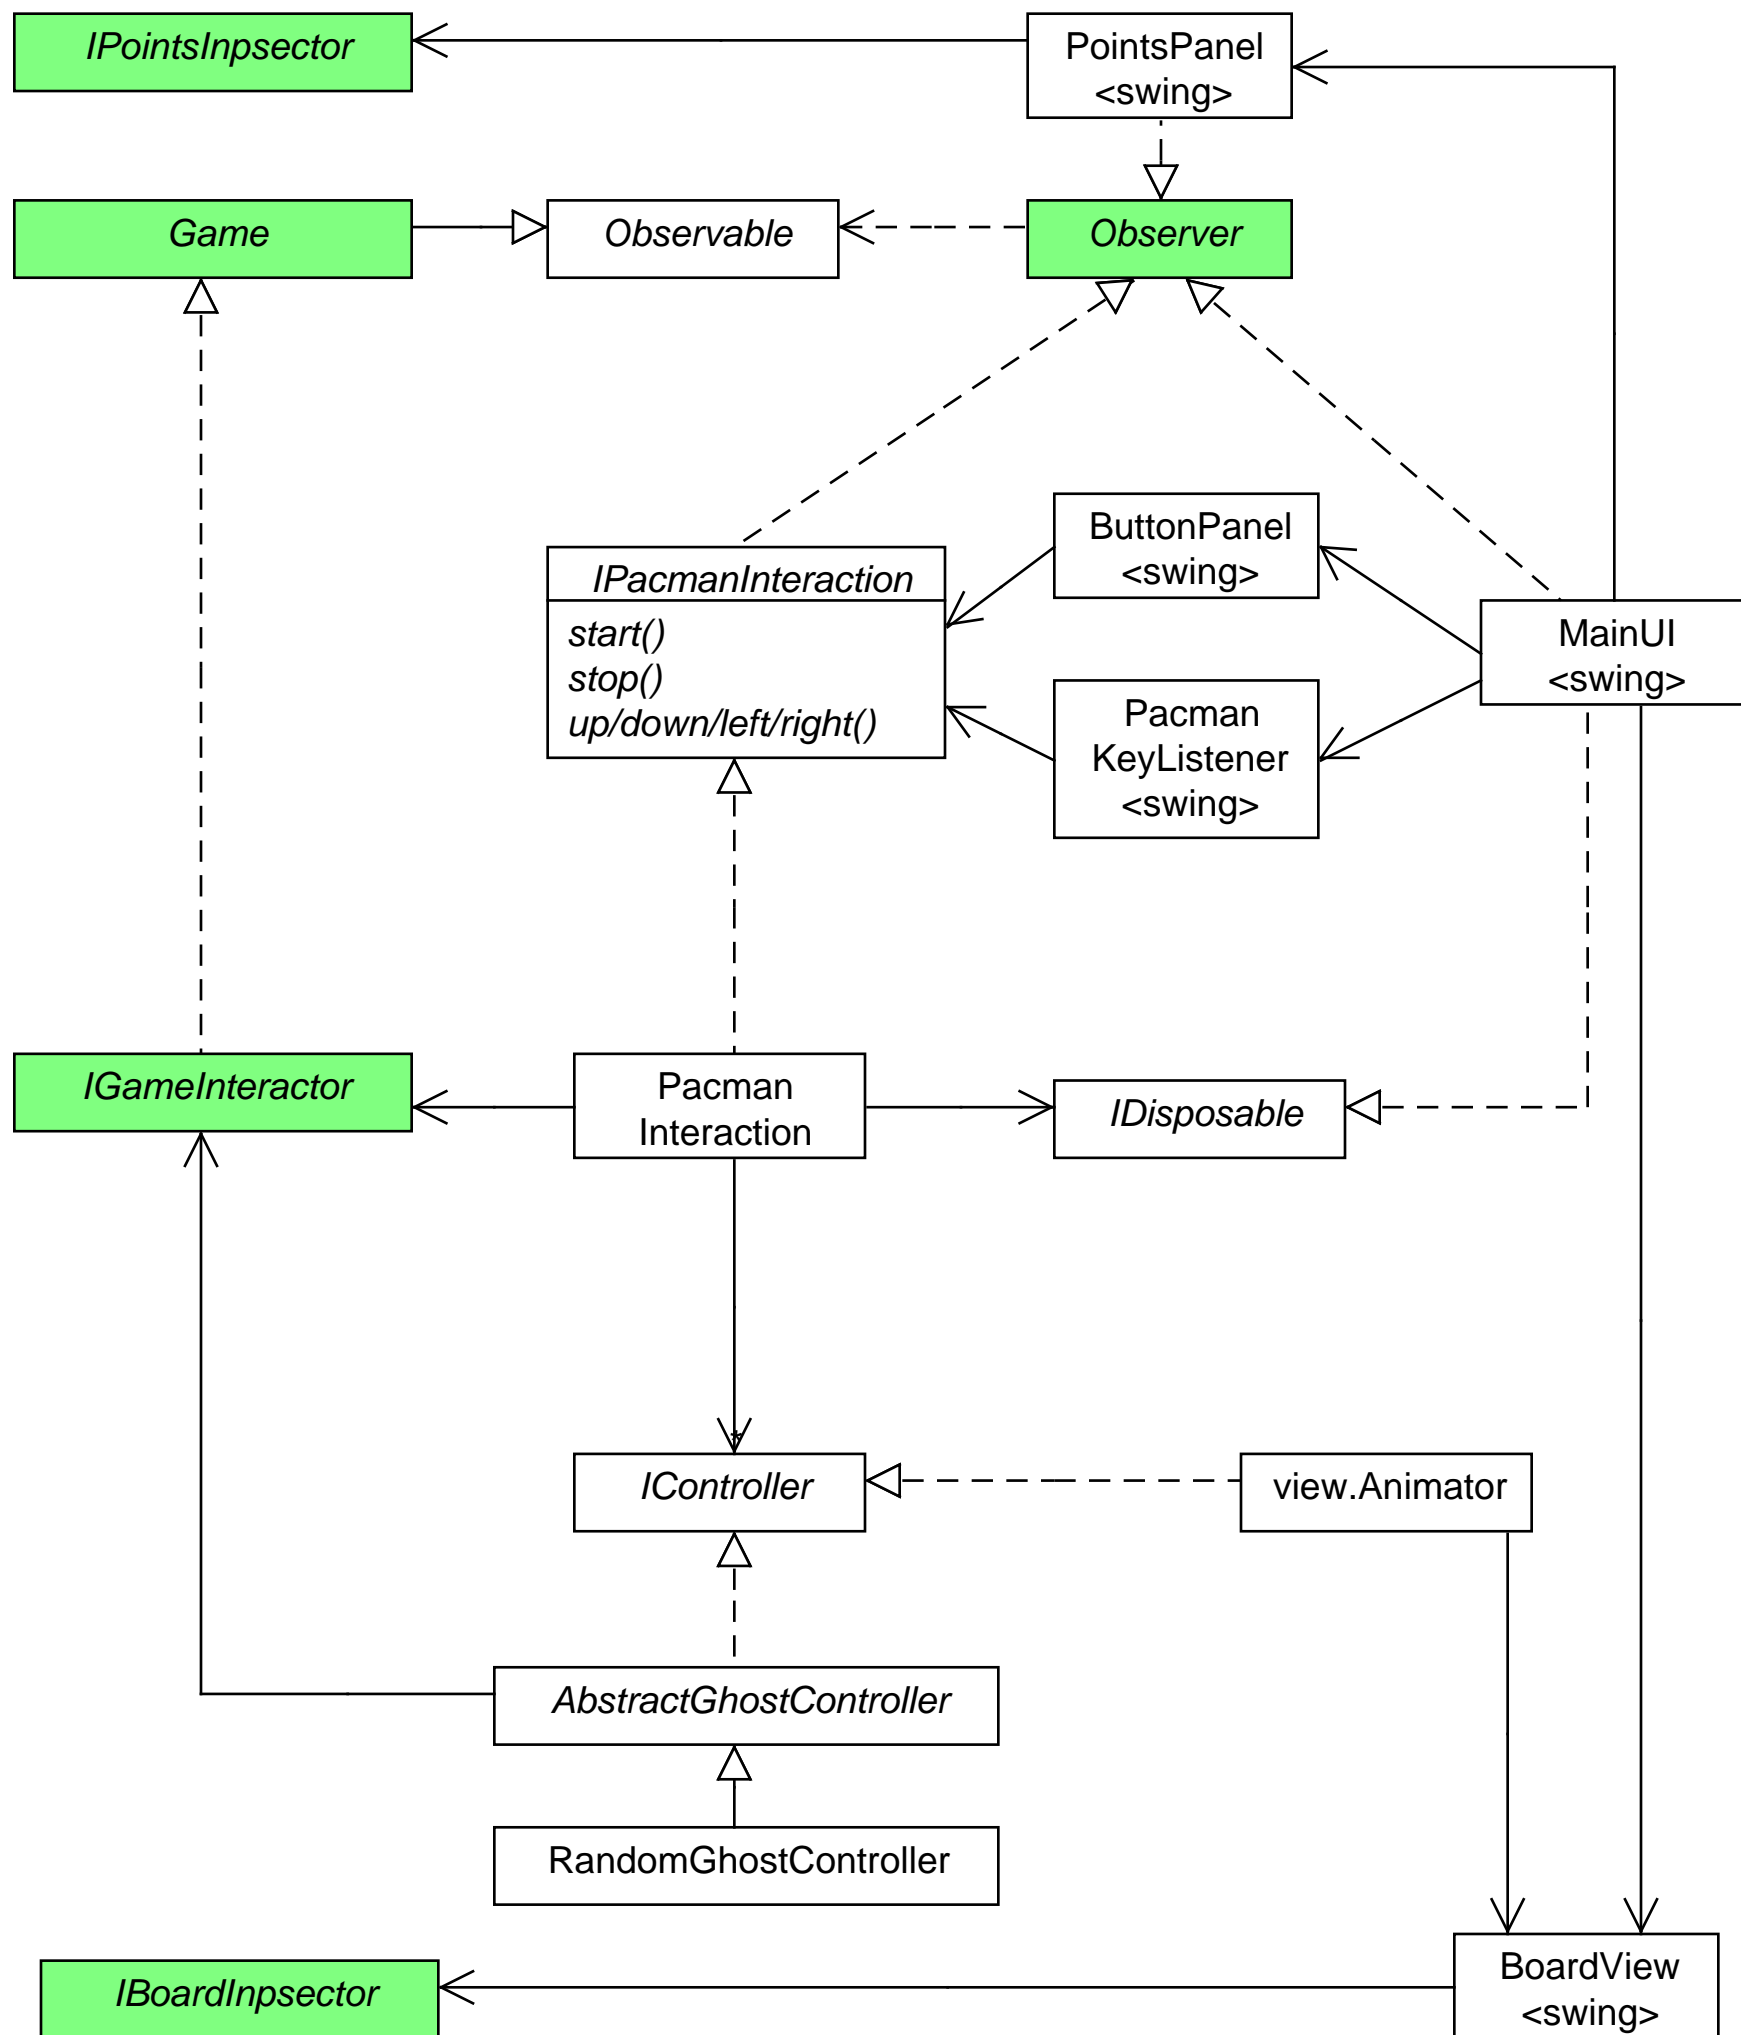 IPointsInpsector
PointsPanel
<swing>
Game
Observable
Observer
IPacmanInteraction
start()
stop()
up/down/left/right()
ButtonPanel
<swing>
Pacman
KeyListener
<swing>
MainUI
<swing>
IGameInteractor
Pacman
Interaction
IDisposable
*
IController
view.Animator
AbstractGhostController
RandomGhostController
IBoardInpsector
BoardView
<swing>